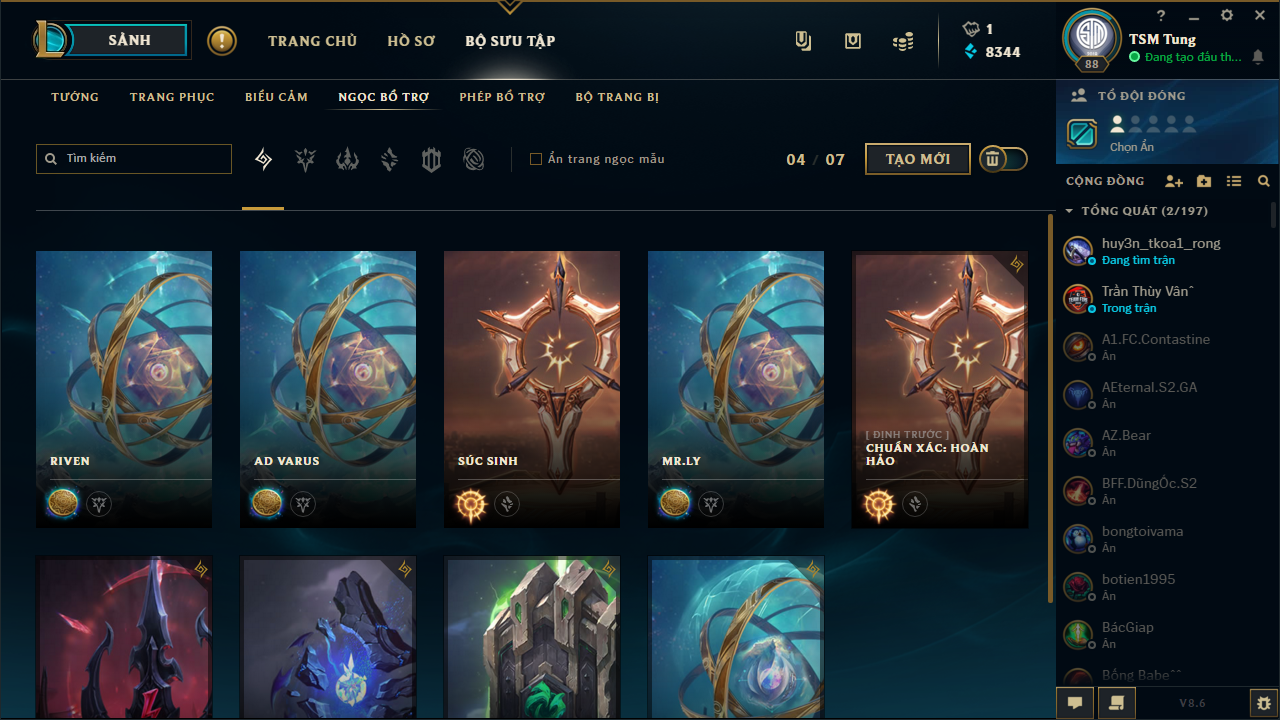 SẢNH
TRANG CHỦ
HỒ SƠ
BỘ SƯU TẬP
1
8344
88
TSM Tung
Đang tạo đấu th...
TƯỚNG
TRANG PHỤC
BIỂU CẢM
NGỌC BỔ TRỢ
PHÉP BỔ TRỢ
BỘ TRANG BỊ
TỔ ĐỘI ĐÓNG
Chọn Ẩn
Tìm kiếm
Ẩn trang ngọc mẫu
04 / 07
TẠO MỚI
CỘNG ĐỒNG
TỔNG QUÁT (2/197)
huy3n_tkoa1_rong
Đang tìm trận
Trần Thùy Vânˆ
Trong trận
A1.FC.Contastine
Ẩn
AEternal.S2.GA
Ẩn
AZ.Bear
Ẩn
BFF.DũngỐc.S2
Ẩn
bongtoivama
Ẩn
botien1995
Ẩn
BácGiap
Ẩn
Bống Babeˆˆ
RIVEN
AD VARUS
SÚC SINH
MR.LY
[ ĐỊNH TRƯỚC ]
CHUẨN XÁC: HOÀN
HẢO
V8.6